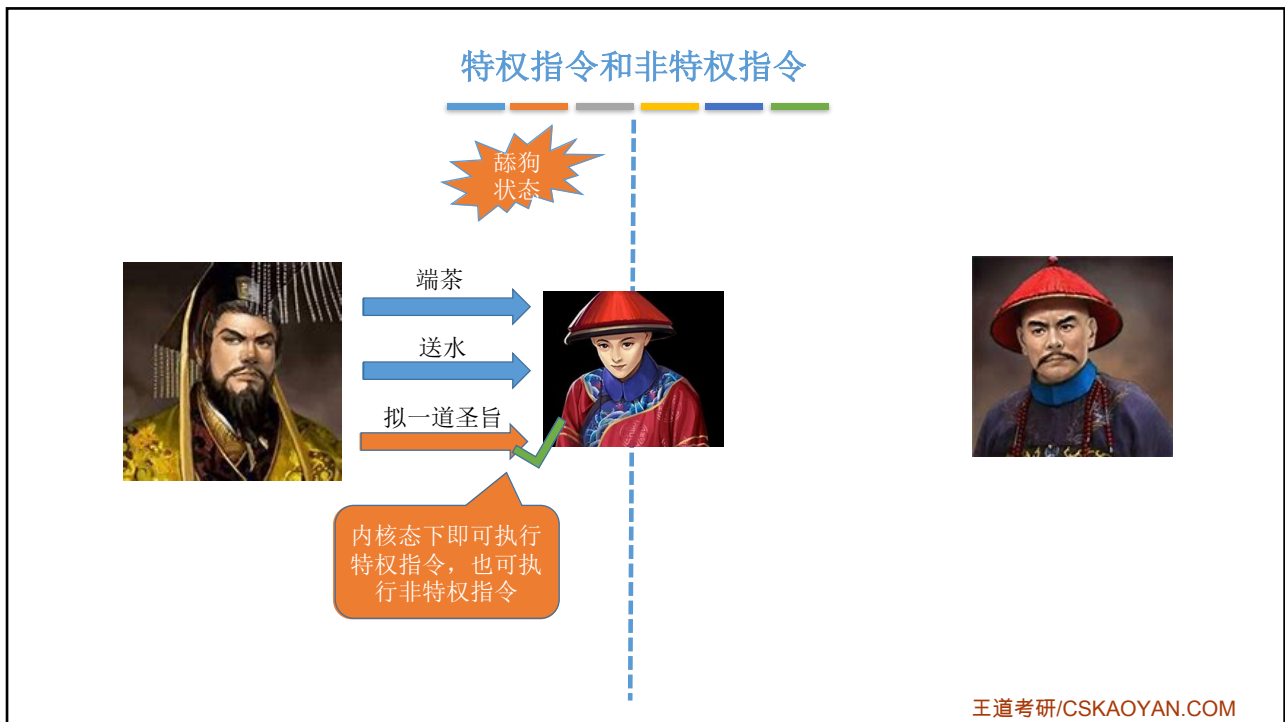 特权指令和非特权指令
舔狗
状态
端茶
送水
拟一道圣旨
内核态下即可执行
特权指令，也可执
行非特权指令
王道考研/CSKAOYAN.COM